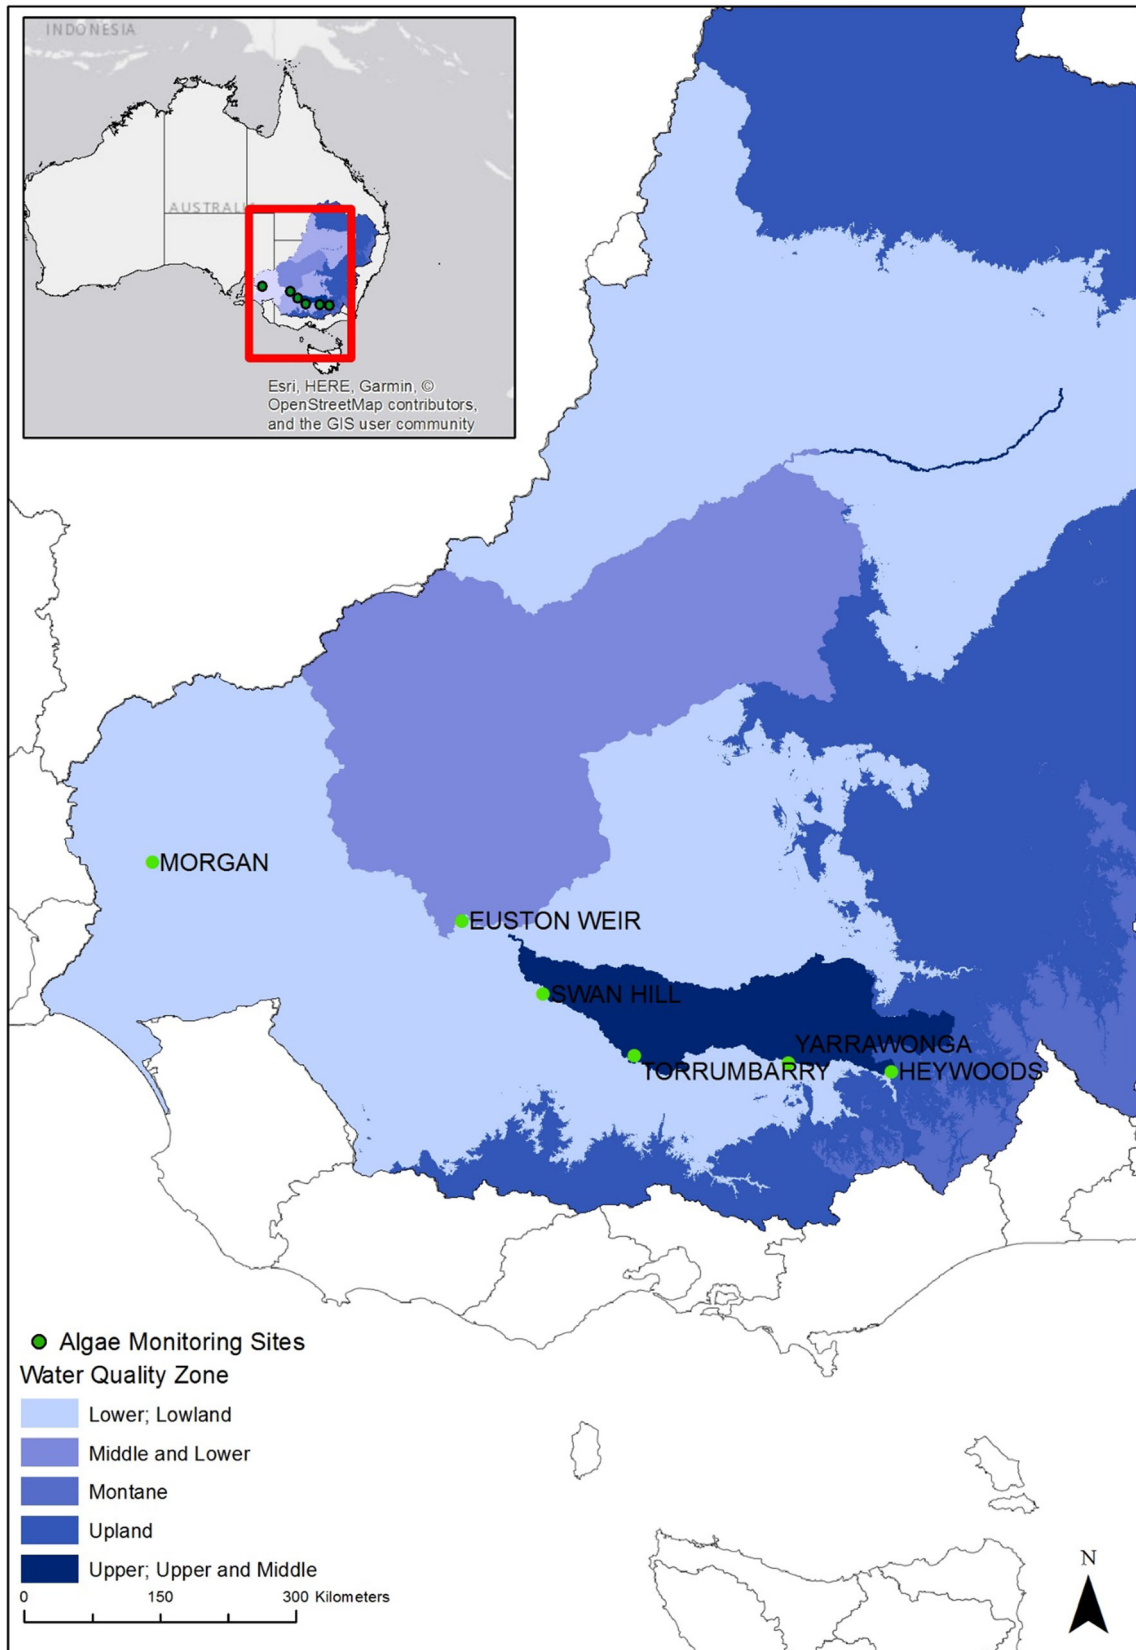 INDONESIA
AUSTRALIA
Esri, HERE, Garmin, ©
OpenStreetMap contributors,
and the GIS user community
MORGAN
EUSTON WEIR
SWAN HILL
YARRAWONGA
TORRUMBARRY
HEYWOODS
Algae Monitoring Sites
Water Quality Zone
Lower; Lowland
Middle and Lower
Montane
Upland
Upper; Upper and Middle
0 150 300 Kilometers
N